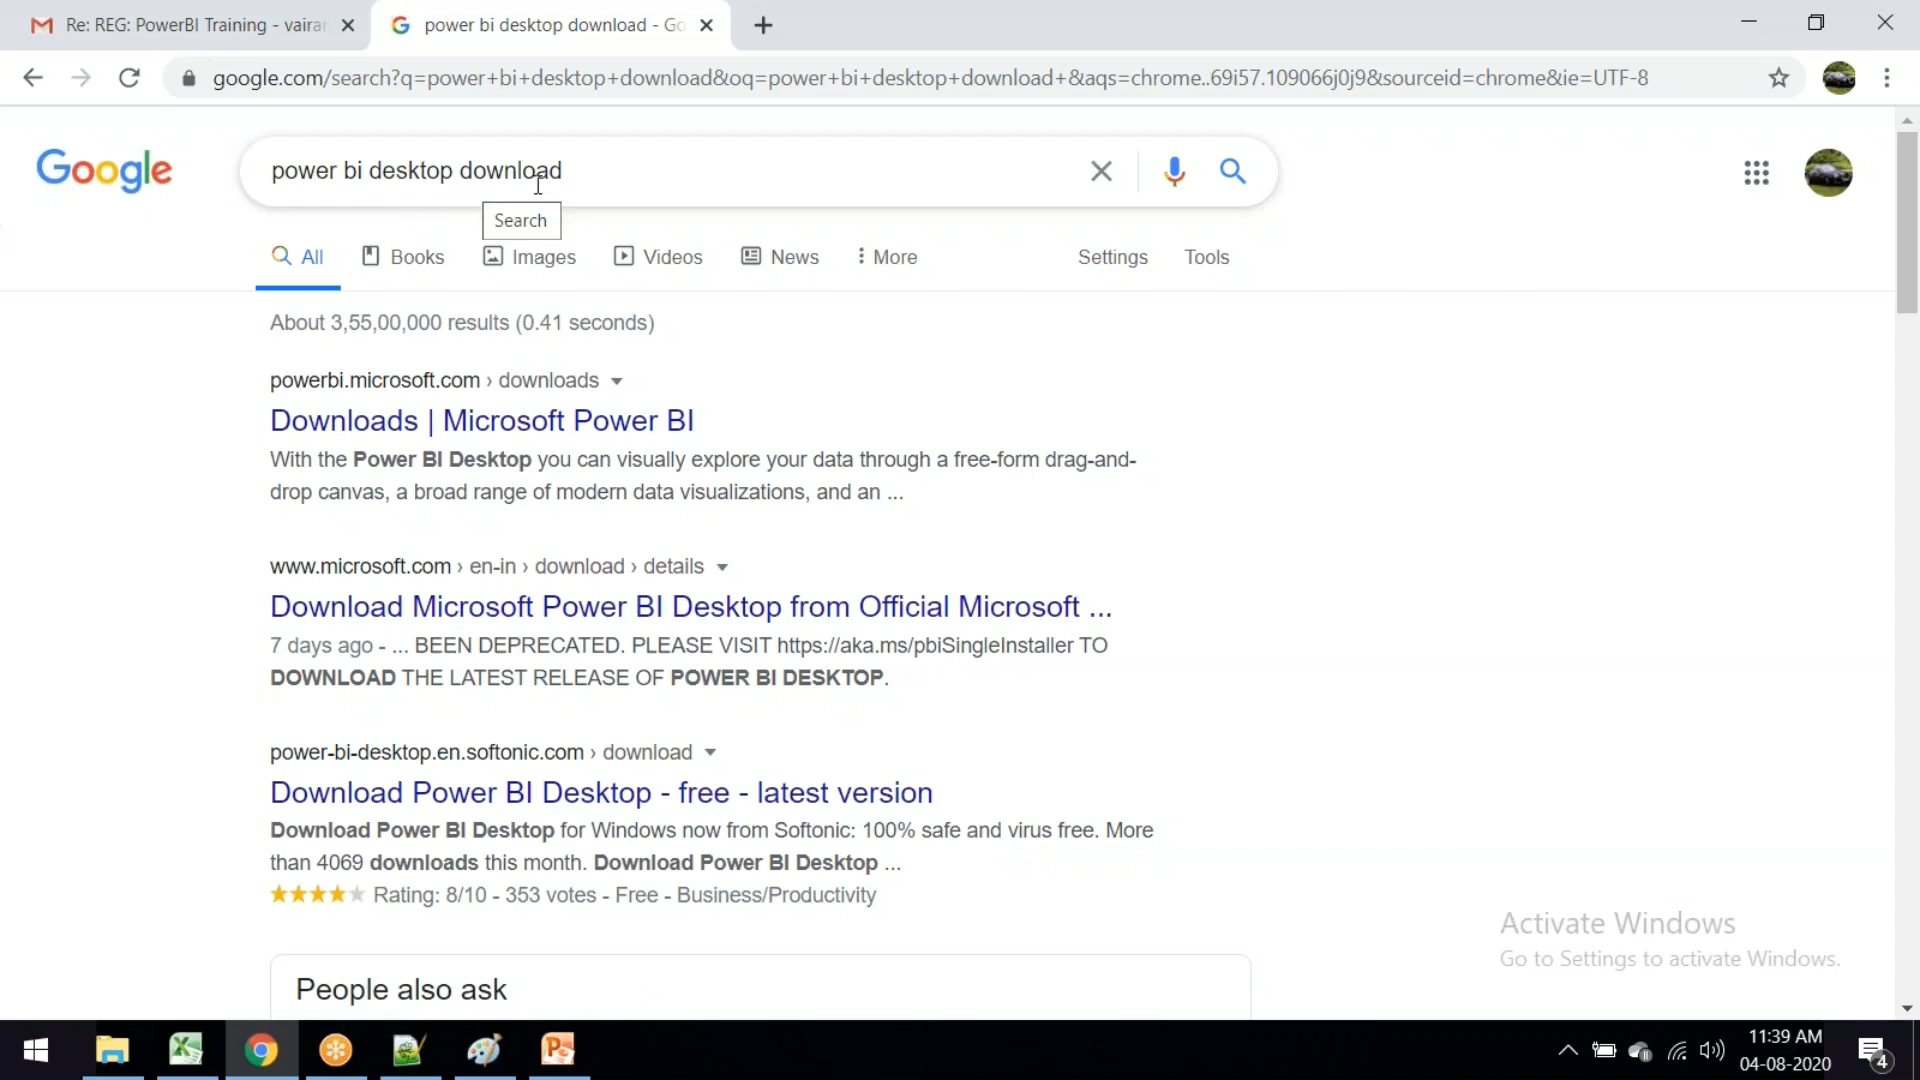 Re: REG: PowerBI Training - vairar
power bi desktop download - Go
google.com/search?q=power+bi+desktop+download&oq=power+bi+desktop+download+&aqs=chrome..69i57.109066j0j9&sourceid=chrome&ie=UTF-8
Google
power bi desktop download
Search
All
Books
Images
Videos
News
More
Settings
Tools
About 3,55,00,000 results (0.41 seconds)
powerbi.microsoft.com › downloads
Downloads | Microsoft Power BI
With the Power BI Desktop you can visually explore your data through a free-form drag-and-
drop canvas, a broad range of modern data visualizations, and an ...
www.microsoft.com › en-in › download › details
Download Microsoft Power BI Desktop from Official Microsoft ...
7 days ago - ... BEEN DEPRECATED. PLEASE VISIT https://aka.ms/pbiSingleInstaller TO
DOWNLOAD THE LATEST RELEASE OF POWER BI DESKTOP.
power-bi-desktop.en.softonic.com › download
Download Power BI Desktop - free - latest version
Download Power BI Desktop for Windows now from Softonic: 100% safe and virus free. More
than 4069 downloads this month. Download Power BI Desktop ...
Rating: 8/10 - 353 votes - Free - Business/Productivity
People also ask
Activate Windows
Go to Settings to activate Windows.
11:39 AM
04-08-2020
4